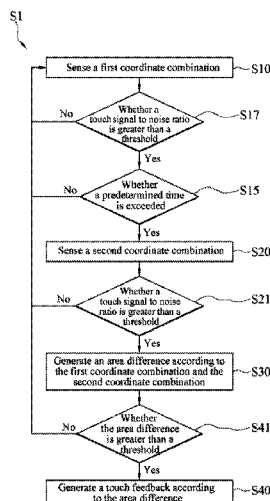 S1
Sense a first coordinate combination
S10
No
Whether a
touch signal to noise ratio
is greater than a
threshold
S17
Yes
No
Whether
a predetermined time
is exceeded
S15
Yes
Sense a second coordinate combination
S20
No
Whether a
touch signal to noise
ratio is greater than a
threshold
S21
Yes
Generate an area difference according to
the first coordinate combination and the
second coordinate combination
S30
No
Whether
the area difference
is greater than a
threshold
S41
Yes
Generate a touch feedback according
to the area difference
S40